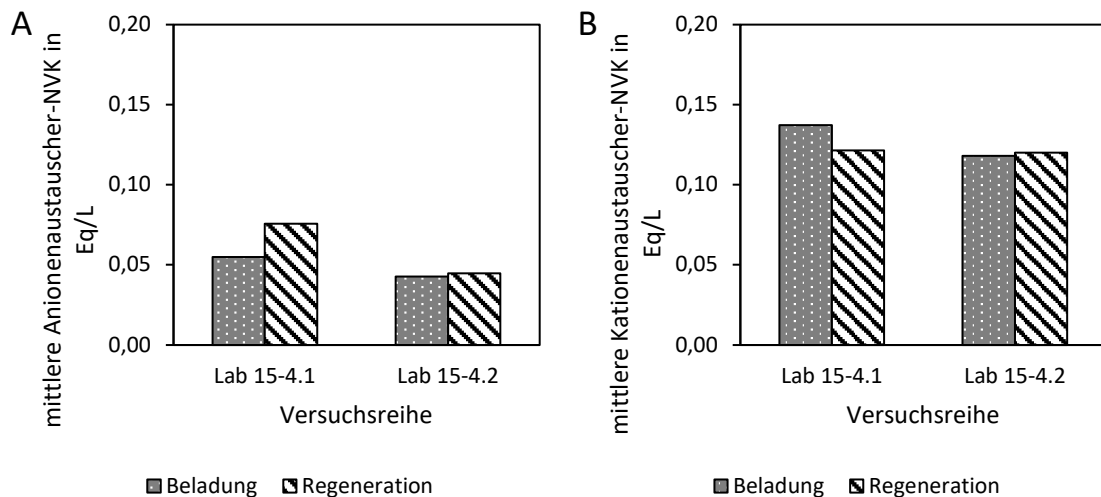 A
mittlere Anionenaustauscher-NVK in
Eq/L
0,20
0,15
0,10
0,05
0,00
Lab 15-4.1
Lab 15-4.2
Versuchsreihe
Beladung
Regeneration
B
mittlere Kationenaustauscher-NVK in
Eq/L
0,20
0,15
0,10
0,05
0,00
Lab 15-4.1
Lab 15-4.2
Versuchsreihe
Beladung
Regeneration